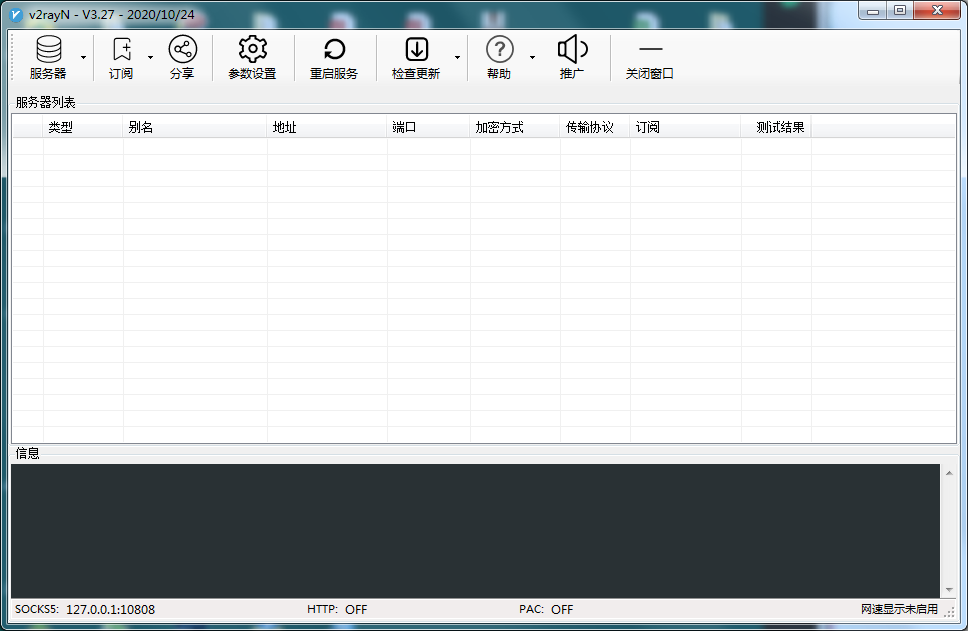 v2rayN - V3.27 - 2020/10/24
服务器 订阅 分享 参数设置 重启服务 检查更新 帮助 推广 关闭窗口
服务器列表
类型 别名 地址 端口 加密方式 传输协议 订阅 测试结果
信息
SOCKS5: 127.0.0.1:10808 HTTP: OFF PAC: OFF 网速显示未启用